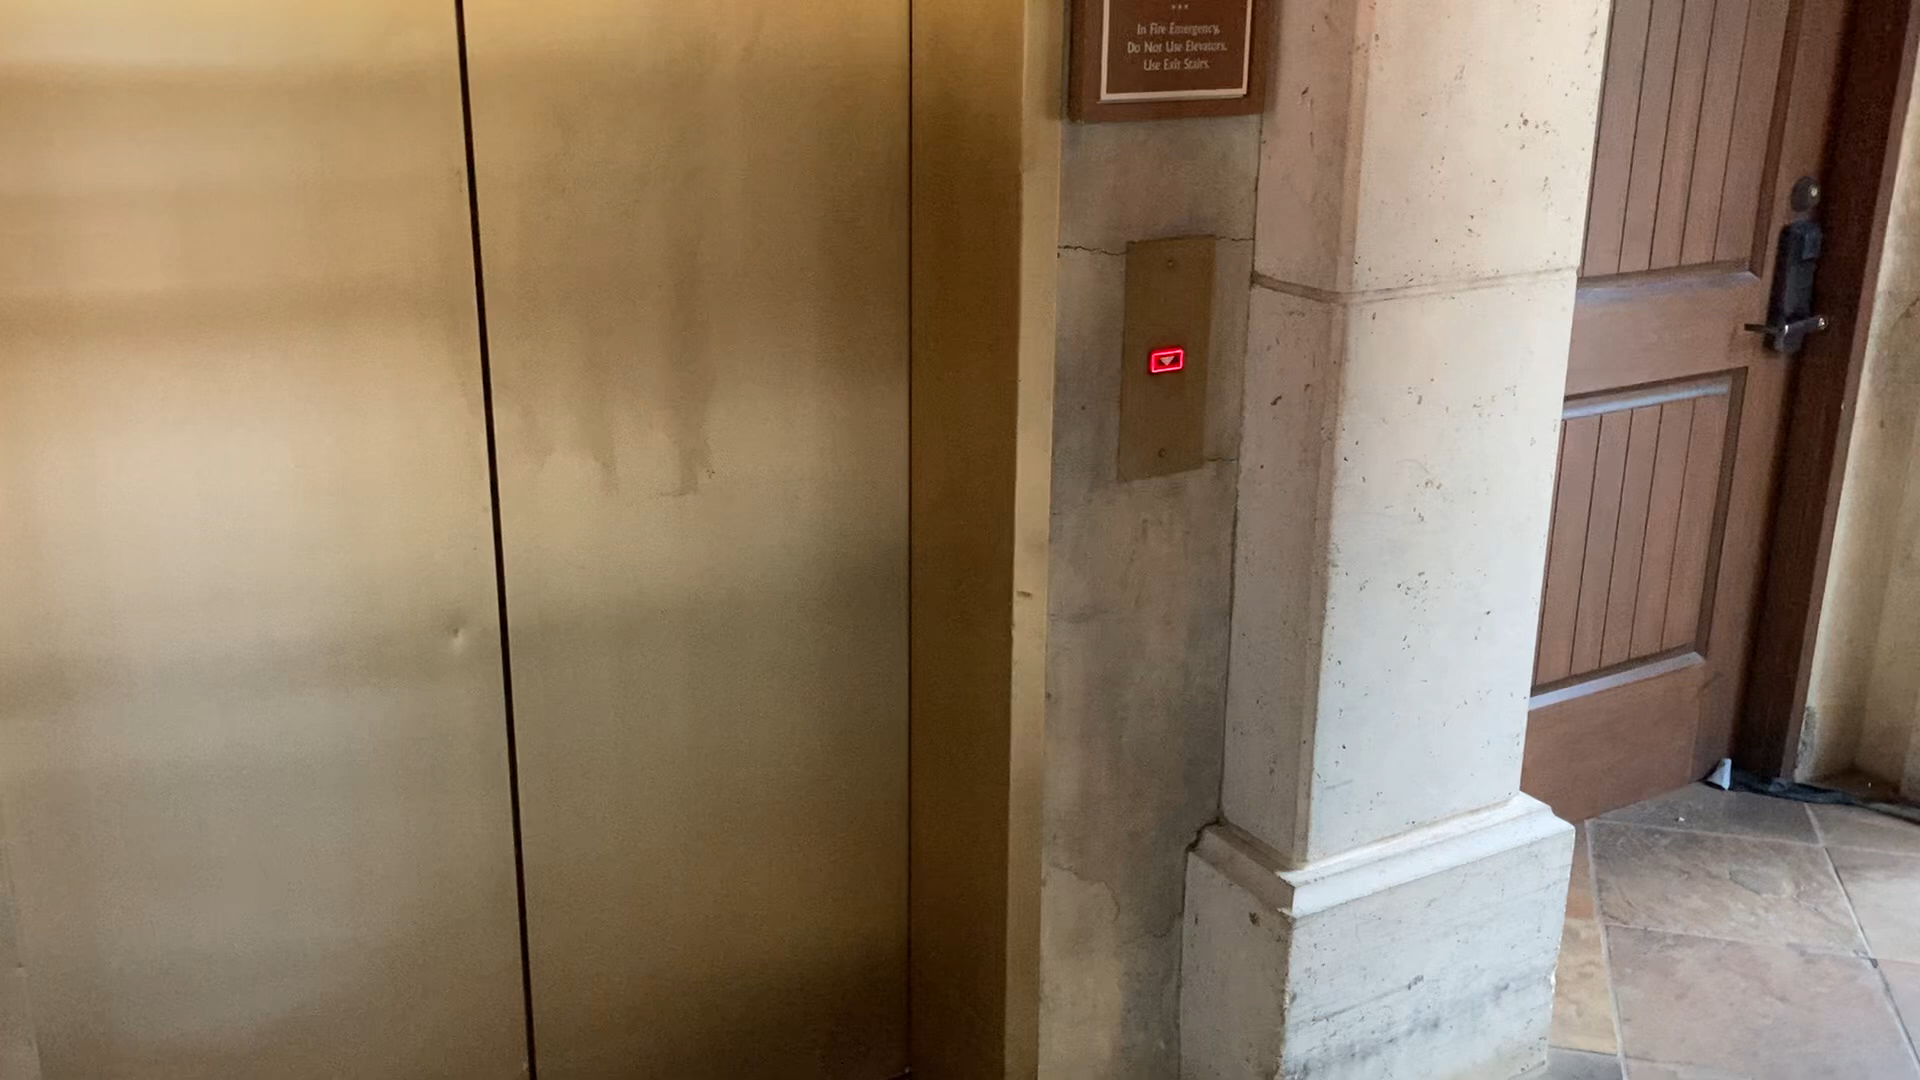 In Fire Emergency,
Do Not Use Elevators.
Use Exit Stairs.